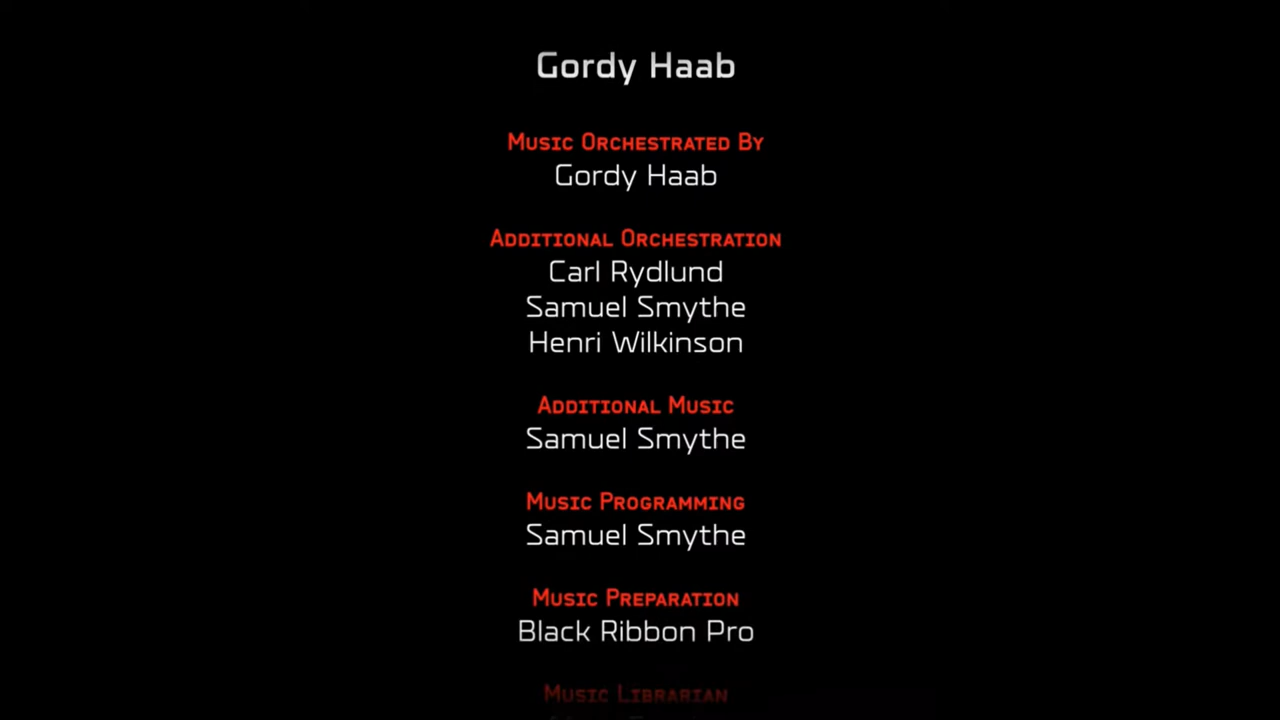 Gordy Haab
Music Orchestrated By
Gordy Haab
Additional Orchestration
Carl Rydlund
Samuel Smythe
Henri Wilkinson
Additional Music
Samuel Smythe
Music Programming
Samuel Smythe
Music Preparation
Black Ribbon Pro
Music Librarian